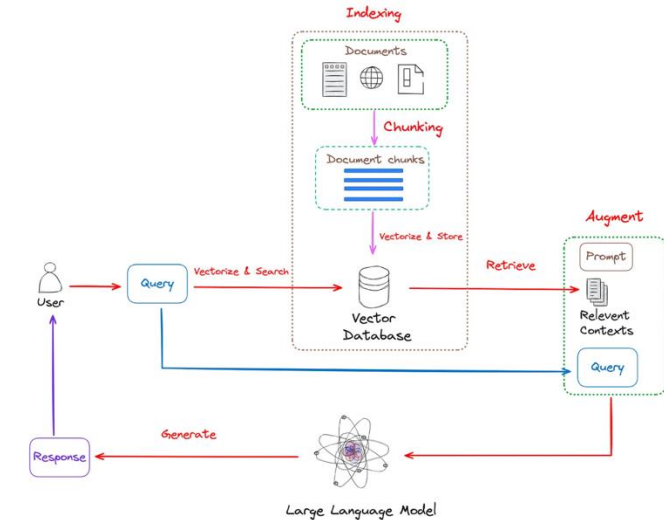 Indexing
Documents
Chunking
Document chunks
Vectorize & Store
Augment
Prompt
Retrieve
Vectorize & Search
Query
User
Vector
Database
Relevent
Contexts
Query
Generate
Response
Large Language Model